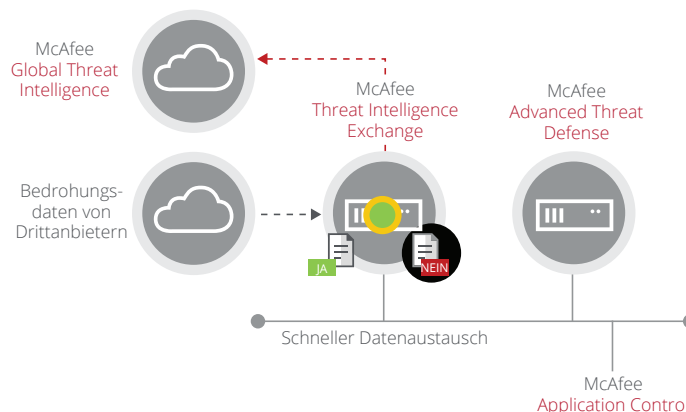 McAfee
Global Threat
Intelligence
McAfee
Threat Intelligence
Exchange
McAfee
Advanced Threat
Defense
Bedrohungs-
daten von
Drittanbietern
JA
NEIN
Schneller Datenaustausch
McAfee
Application Contro